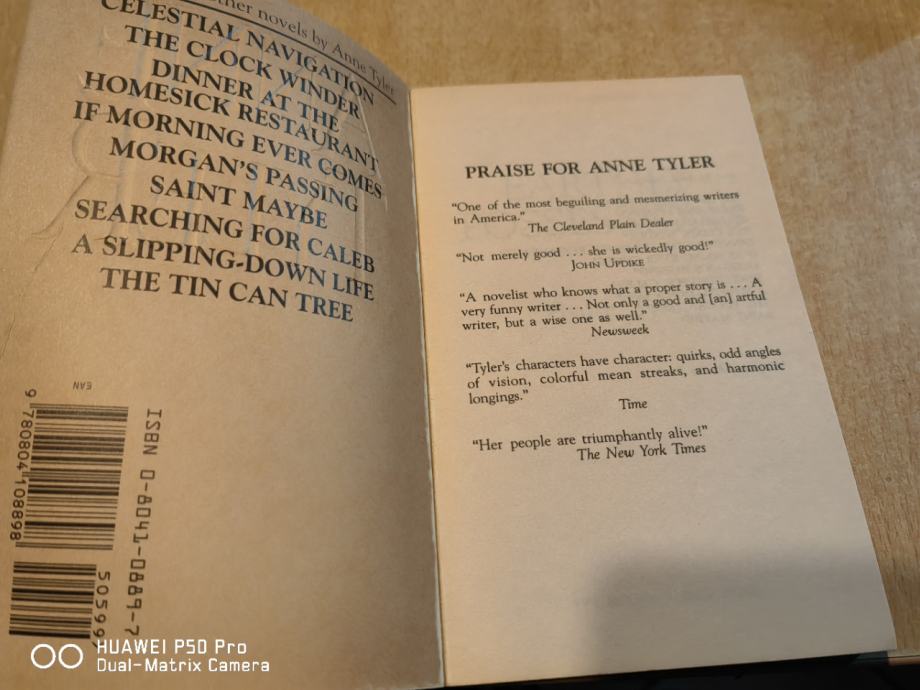 other novels by Anne Tyler
CELESTIAL NAVIGATION
THE CLOCK WINDER
DINNER AT THE
HOMESICK RESTAURANT
IF MORNING EVER COMES
MORGAN'S PASSING
SAINT MAYBE
SEARCHING FOR CALEB
A SLIPPING-DOWN LIFE
THE TIN CAN TREE
EAN
9 780804 108898
ISBN 0-8041-0889-7
50599
PRAISE FOR ANNE TYLER
"One of the most beguiling and mesmerizing writers
in America."
The Cleveland Plain Dealer
"Not merely good . . . she is wickedly good!"
JOHN UPDIKE
"A novelist who knows what a proper story is . . . A
very funny writer . . . Not only a good and [an] artful
writer, but a wise one as well."
Newsweek
"Tyler's characters have character: quirks, odd angles
of vision, colorful mean streaks, and harmonic
longings."
Time
"Her people are triumphantly alive!"
The New York Times
HUAWEI P50 Pro
Dual-Matrix Camera